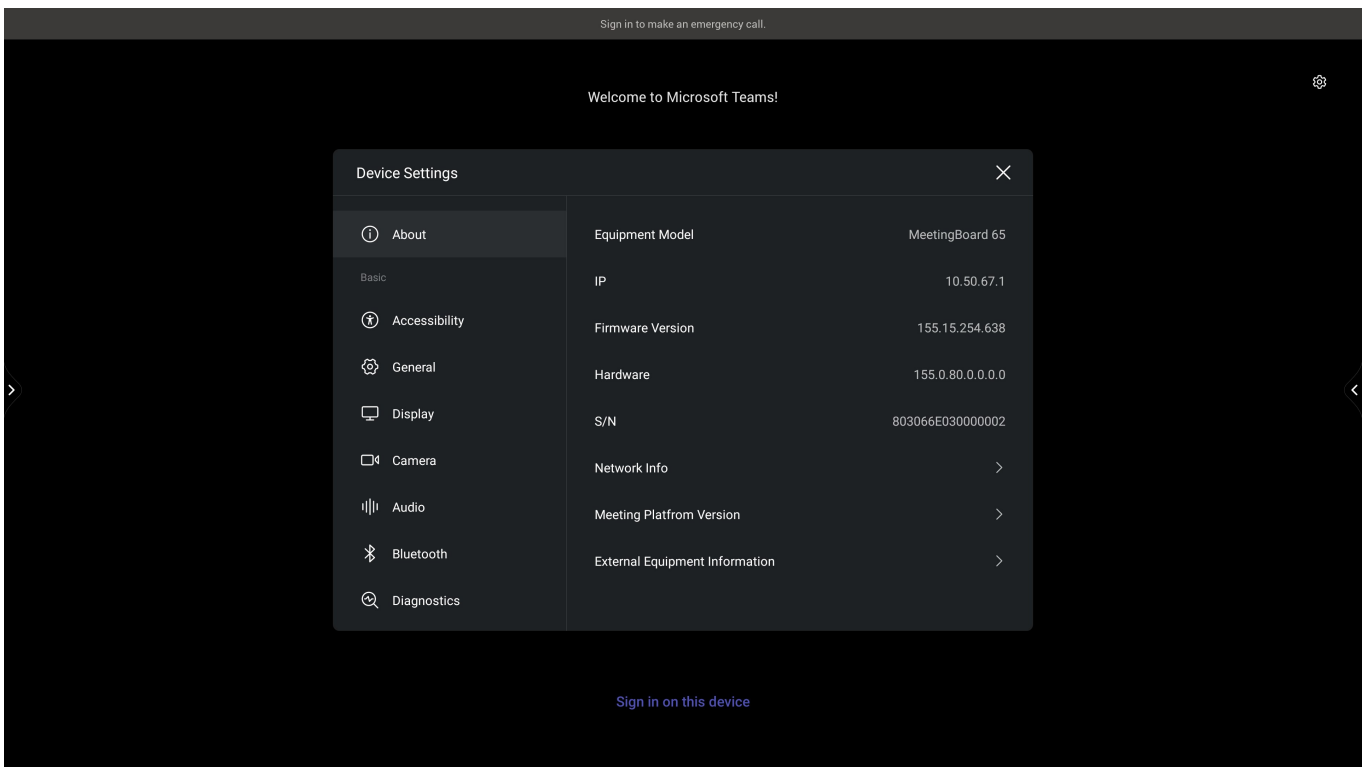 Sign in to make an emergency call.
Welcome to Microsoft Teams!
Device Settings
About
Basic
Accessibility
General
Display
Camera
Audio
Bluetooth
Diagnostics
Equipment Model MeetingBoard 65
IP 10.50.67.1
Firmware Version 155.15.254.638
Hardware 155.0.80.0.0.0.0
S/N 803066E030000002
Network Info
Meeting Platfrom Version
External Equipment Information
Sign in on this device